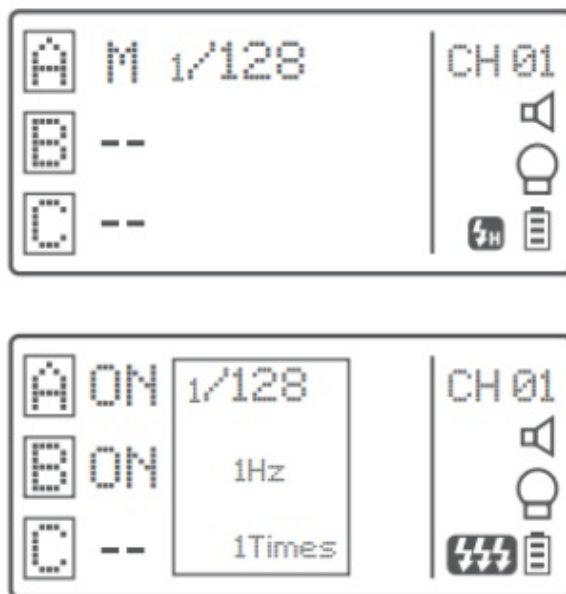 A M 1/128 CH 01
B --
C --
H
A ON 1/128 CH 01
B ON 1Hz
C -- 1Times